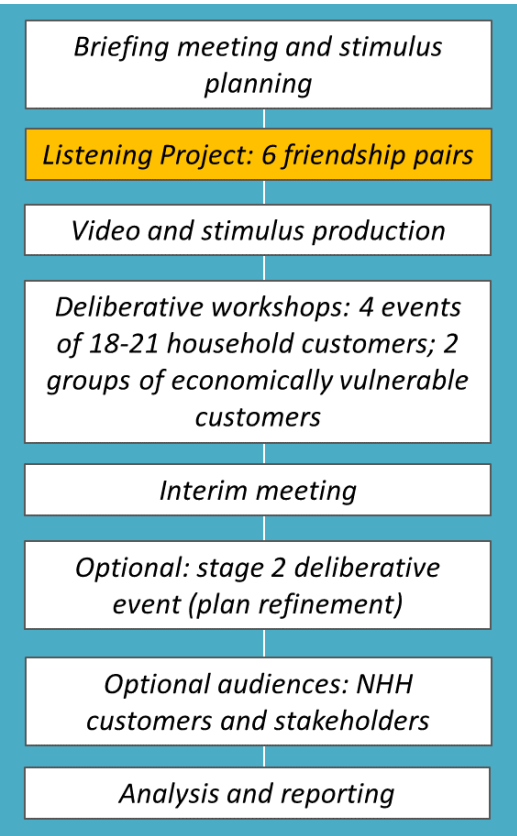 Briefing meeting and stimulus
planning
Listening Project: 6 friendship pairs
Video and stimulus production
Deliberative workshops: 4 events
of 18-21 household customers; 2
groups of economically vulnerable
customers
Interim meeting
Optional: stage 2 deliberative
event (plan refinement)
Optional audiences: NHH
customers and stakeholders
Analysis and reporting